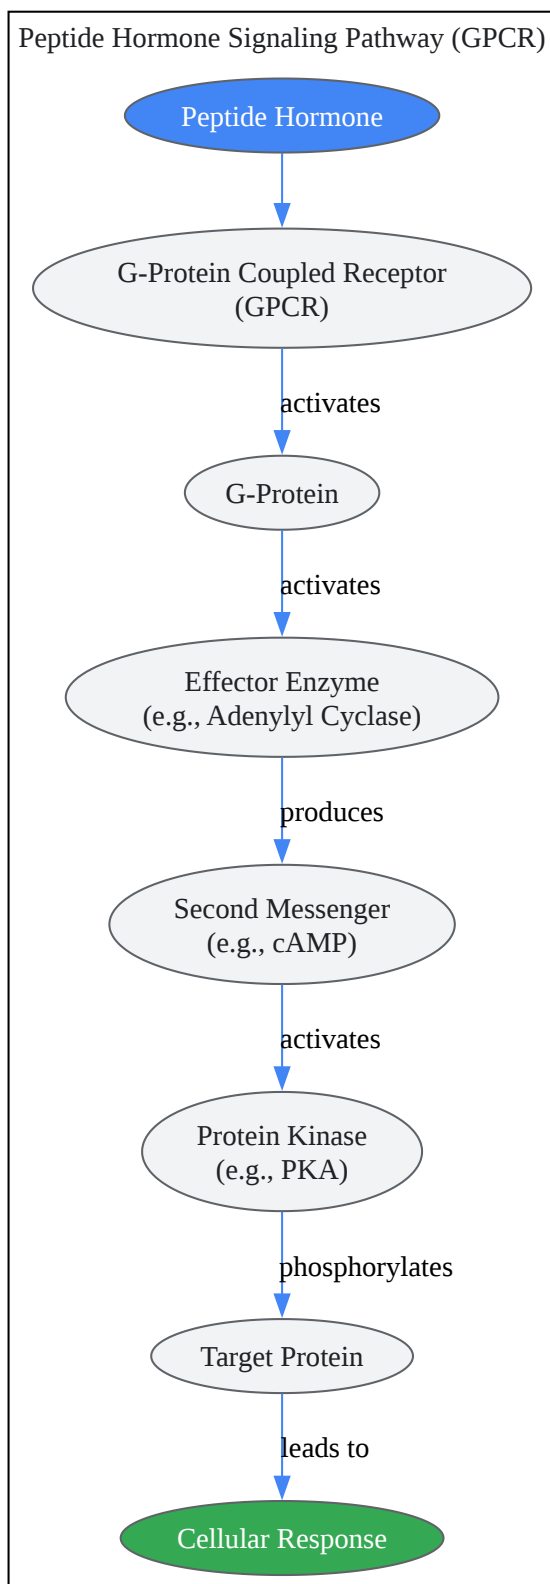 Peptide Hormone Signaling Pathway (GPCR)
Peptide Hormone
G-Protein Coupled Receptor
(GPCR)
activates
G-Protein
activates
Effector Enzyme
(e.g., Adenylyl Cyclase)
produces
Second Messenger
(e.g., cAMP)
activates
Protein Kinase
(e.g., PKA)
phosphorylates
Target Protein
leads to
Cellular Response